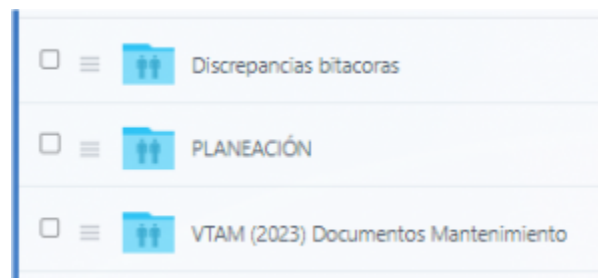 Discrepancias bitacoras
PLANEACIÓN
VTAM (2023) Documentos Mantenimiento